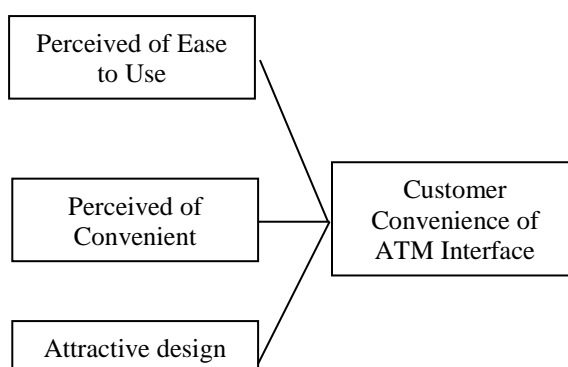 Perceived of Ease
to Use
Perceived of
Convenient
Customer
Convenience of
ATM Interface
Attractive design